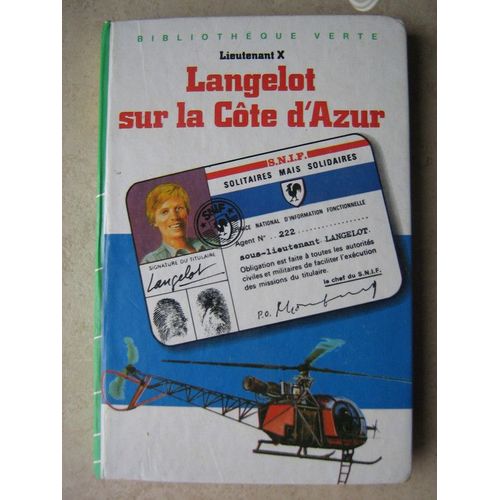 BIBLIOTHÈQUE VERTE
Lieutenant X
Langelot
sur la Côte d'Azur
S.N.I.F.
SOLITAIRES MAIS SOLIDAIRES
SNIF
SERVICE NATIONAL D'INFORMATION FONCTIONNELLE
Agent N° ..222..................
sous-lieutenant LANGELOT.
Obligation est faite à toutes les autorités
civiles et militaires de faciliter l'exécution
des missions du titulaire.
le chef du S.N.I.F.
P.O.
SIGNATURE DU TITULAIRE
Langelot